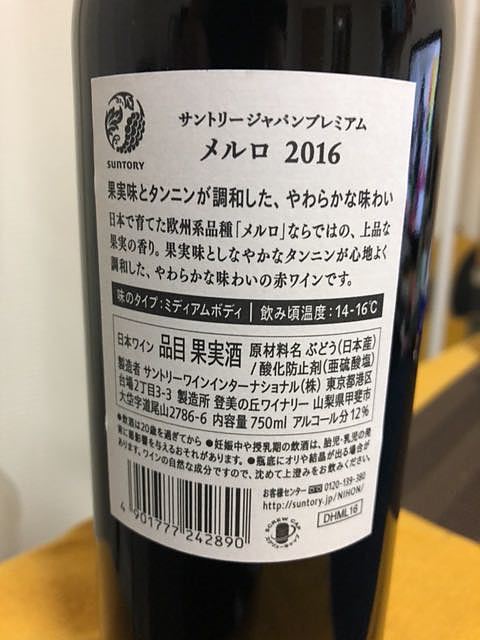 SUNTORY
サントリージャパンプレミアム
メルロ 2016
果実味とタンニンが調和した、やわらかな味わい
日本で育てた欧州系品種「メルロ」ならではの、上品な
果実の香り。果実味としなやかなタンニンが心地よく
調和した、やわらかな味わいの赤ワインです。
味のタイプ:ミディアムボディ | 飲み頃温度:14-16℃
日本ワイン 品目 果実酒 原材料名 ぶどう(日本産)
/酸化防止剤(亜硫酸塩)
製造者 サントリーワインインターナショナル(株) 東京都港区
台場2丁目3-3 製造所 登美の丘ワイナリー 山梨県甲斐市
大垈字道尾山2786-6 内容量750ml アルコール分12%
●飲酒は20歳を過ぎてから ●妊娠中や授乳期の飲酒は、胎児・乳児の発
育に悪影響を与えるおそれがあります。●瓶底にオリや結晶が出る場合が
あります。ワインの自然な成分ですので、沈めて上澄みをお飲みください。
お客様センター 0120-139-380
http://suntory.jp/NIHON/
4 901777 242890
SCREW CAP
DHML16